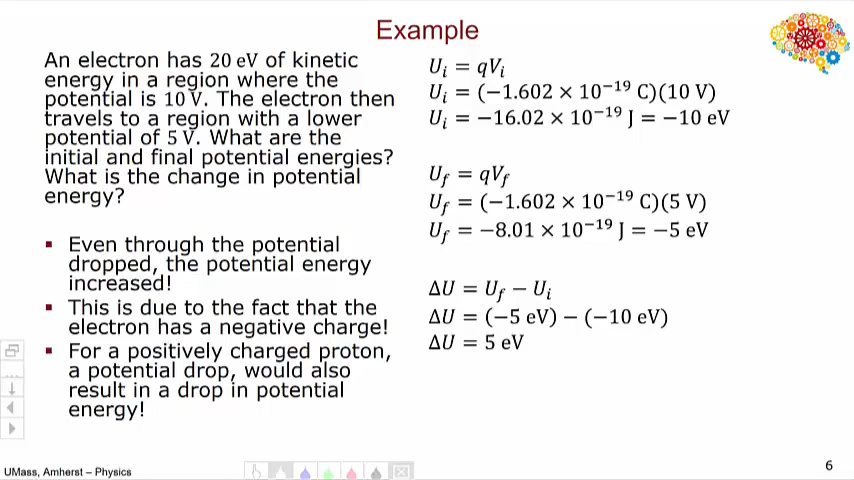 Example
An electron has 20 eV of kinetic
energy in a region where the
potential is 10 V. The electron then
travels to a region with a lower
potential of 5 V. What are the
initial and final potential energies?
What is the change in potential
energy?
▪ Even through the potential
dropped, the potential energy
increased!
▪ This is due to the fact that the
electron has a negative charge!
▪ For a positively charged proton,
a potential drop, would also
result in a drop in potential
energy!
Uᵢ = qVᵢ
Uᵢ = (−1.602 × 10⁻¹⁹ C)(10 V)
Uᵢ = −16.02 × 10⁻¹⁹ J = −10 eV
U_f = qV_f
U_f = (−1.602 × 10⁻¹⁹ C)(5 V)
U_f = −8.01 × 10⁻¹⁹ J = −5 eV
ΔU = U_f − Uᵢ
ΔU = (−5 eV) − (−10 eV)
ΔU = 5 eV
UMass, Amherst – Physics
6